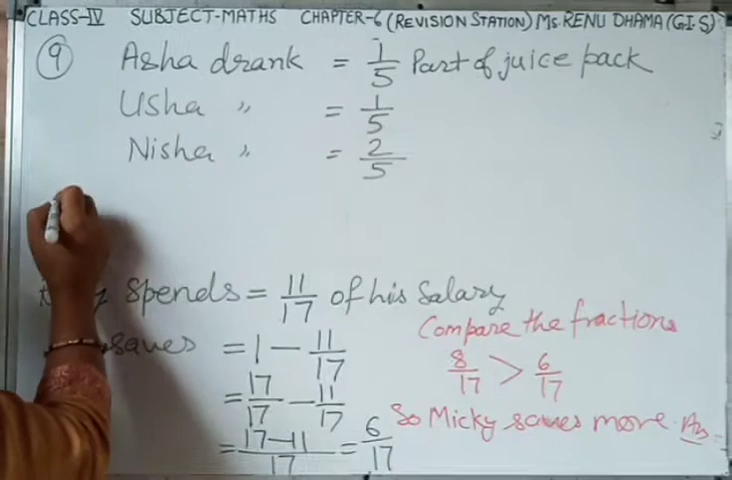 CLASS-IV SUBJECT-MATHS CHAPTER-6 (REVISION STATION) Ms. RENU DHAMA (G.I.S)
9 Asha drank = 1/5 Part of juice pack
Usha " = 1/5
Nisha " = 2/5
spends = 11/17 of his salary
saves = 1 - 11/17
= 17/17 - 11/17
= 17-11/17 = 6/17
Compare the fractions
8/17 > 6/17
So Micky saves more. Ans